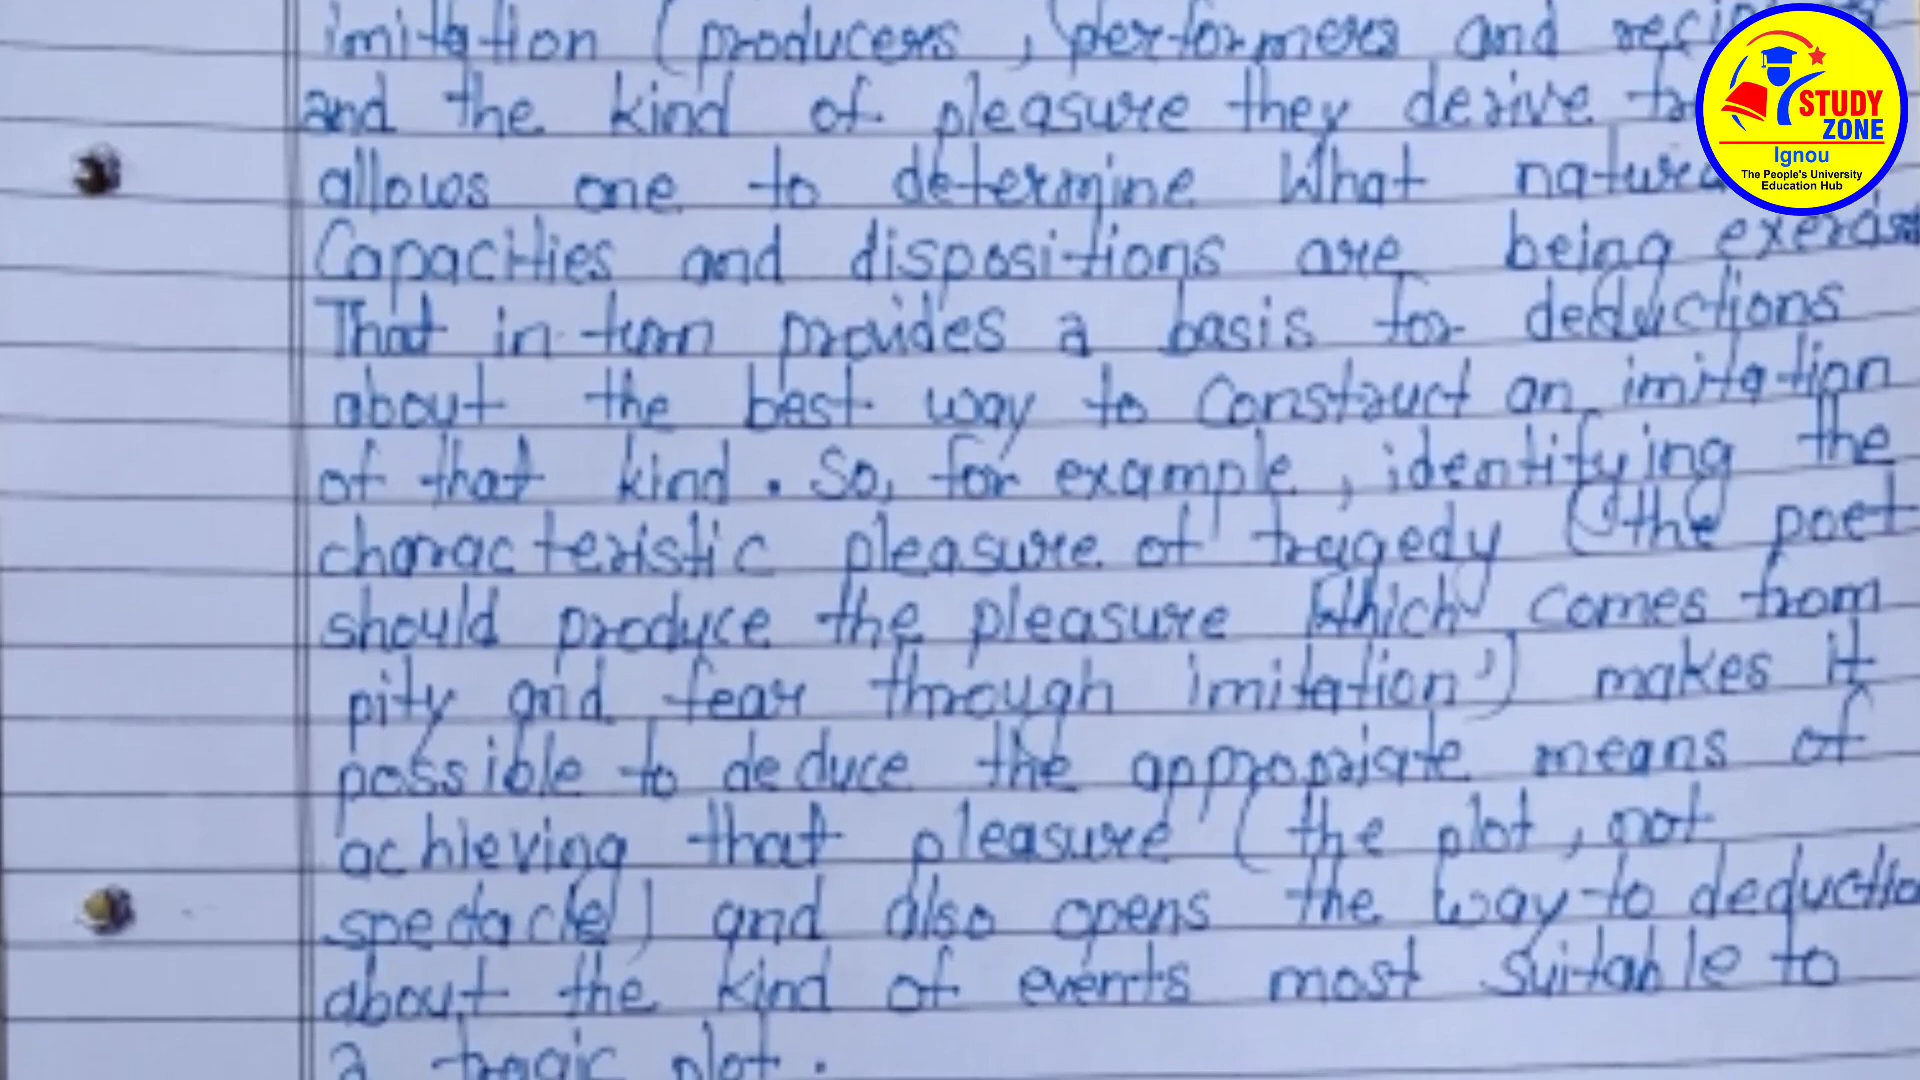 imitation (producers, performers and
and the kind of pleasure they derive
allows one to determine What
Capacities and dispositions are being
That in turn provides a basis for deductions
about the best way to Construct an imitation
of that kind. So, for example, identifying the
characteristic pleasure of tragedy ('the poet
should produce the pleasure Which comes from
pity and fear through imitation') makes it
possible to deduce the appropriate means of
achieving that pleasure (the plot, not
spectacle) and also opens the way to
about the kind of events most suitable to
a tragic plot.
STUDY
ZONE
Ignou
The People's University
Education Hub